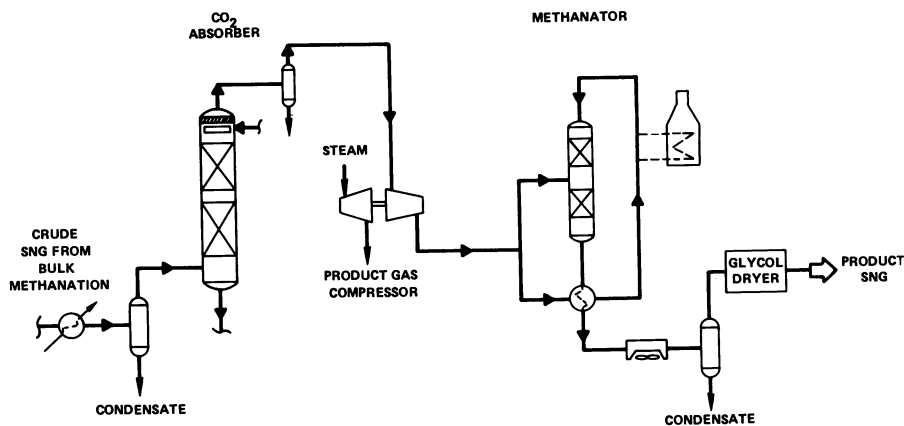 CO2
ABSORBER
METHANATOR
STEAM
CRUDE
SNG FROM
BULK
METHANATION
PRODUCT GAS
COMPRESSOR
GLYCOL
DRYER
PRODUCT
SNG
CONDENSATE
CONDENSATE